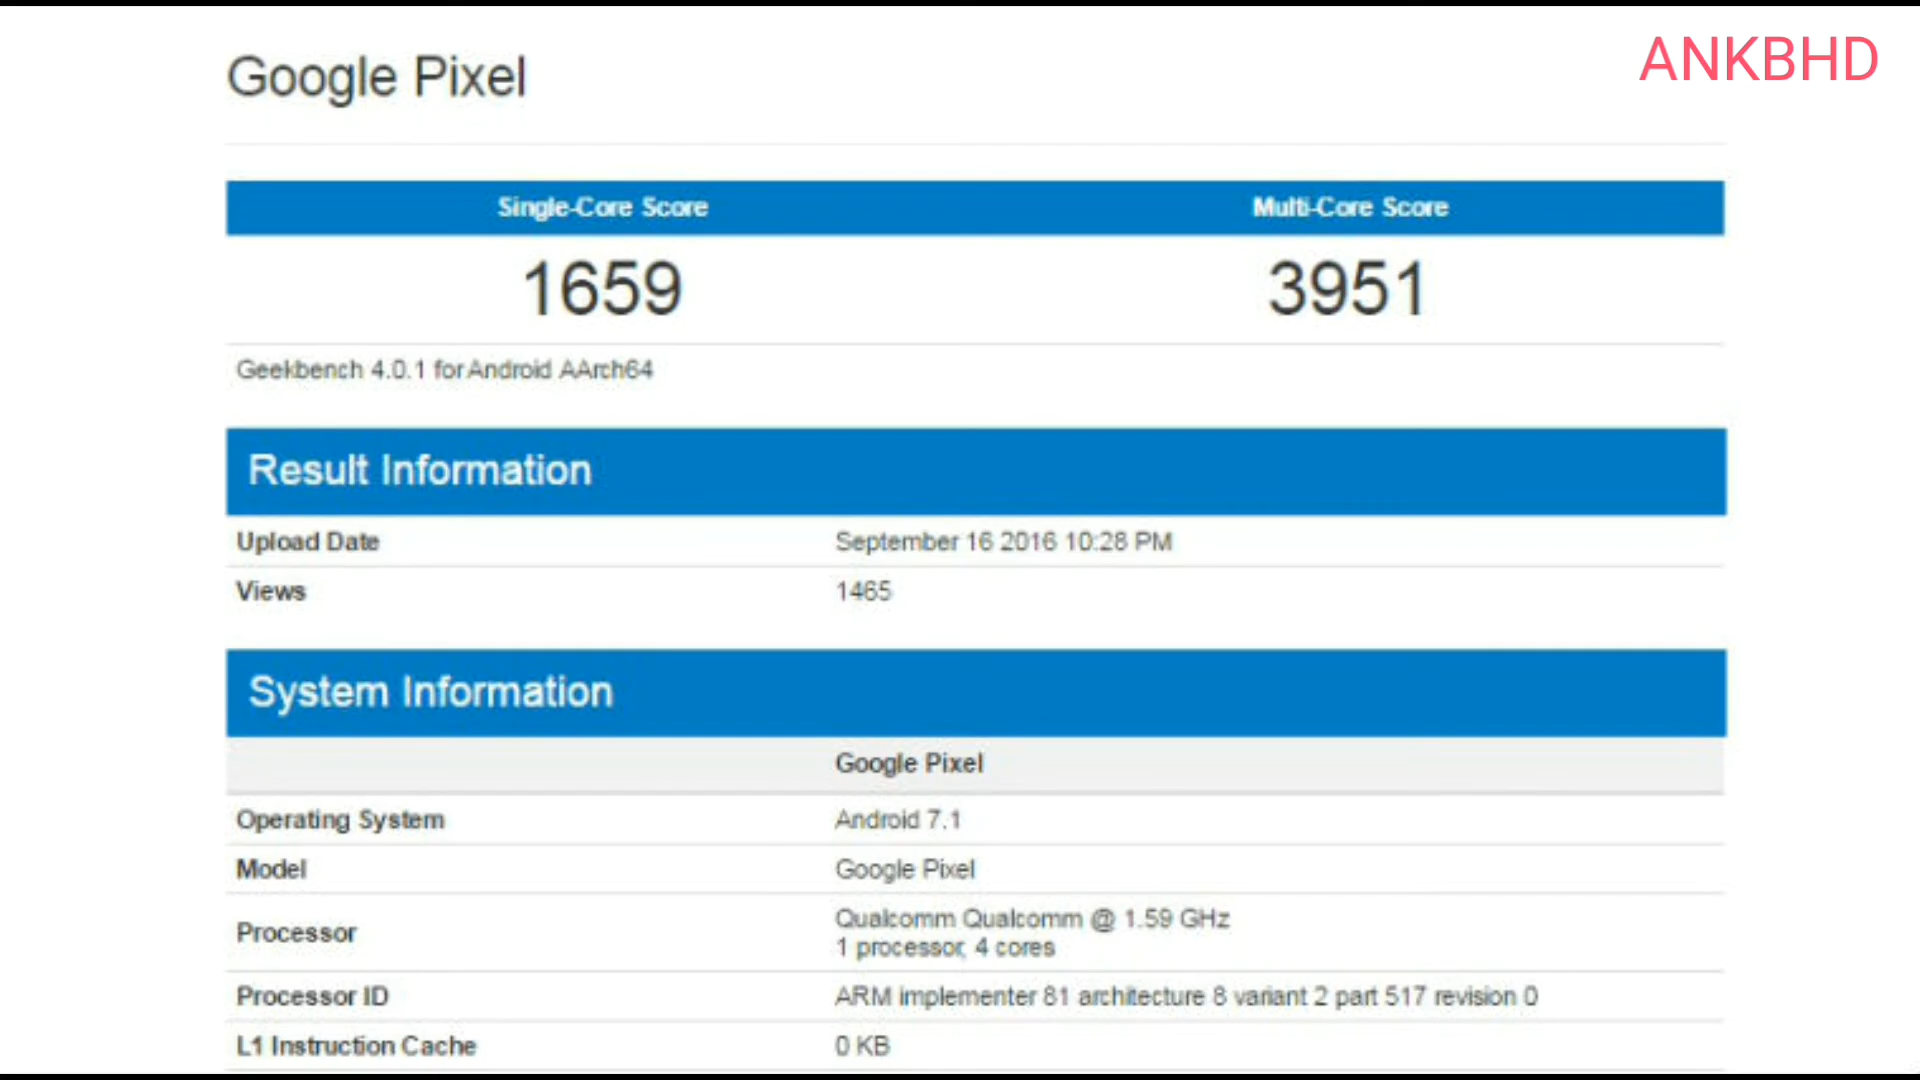 ANKBHD
Google Pixel
Single-Core Score Multi-Core Score
1659 3951
Geekbench 4.0.1 for Android AArch64
Result Information
Upload Date September 16 2016 10:28 PM
Views 1465
System Information
Google Pixel
Operating System Android 7.1
Model Google Pixel
Processor Qualcomm Qualcomm @ 1.59 GHz
1 processor, 4 cores
Processor ID ARM implementer 81 architecture 8 variant 2 part 517 revision 0
L1 Instruction Cache 0 KB